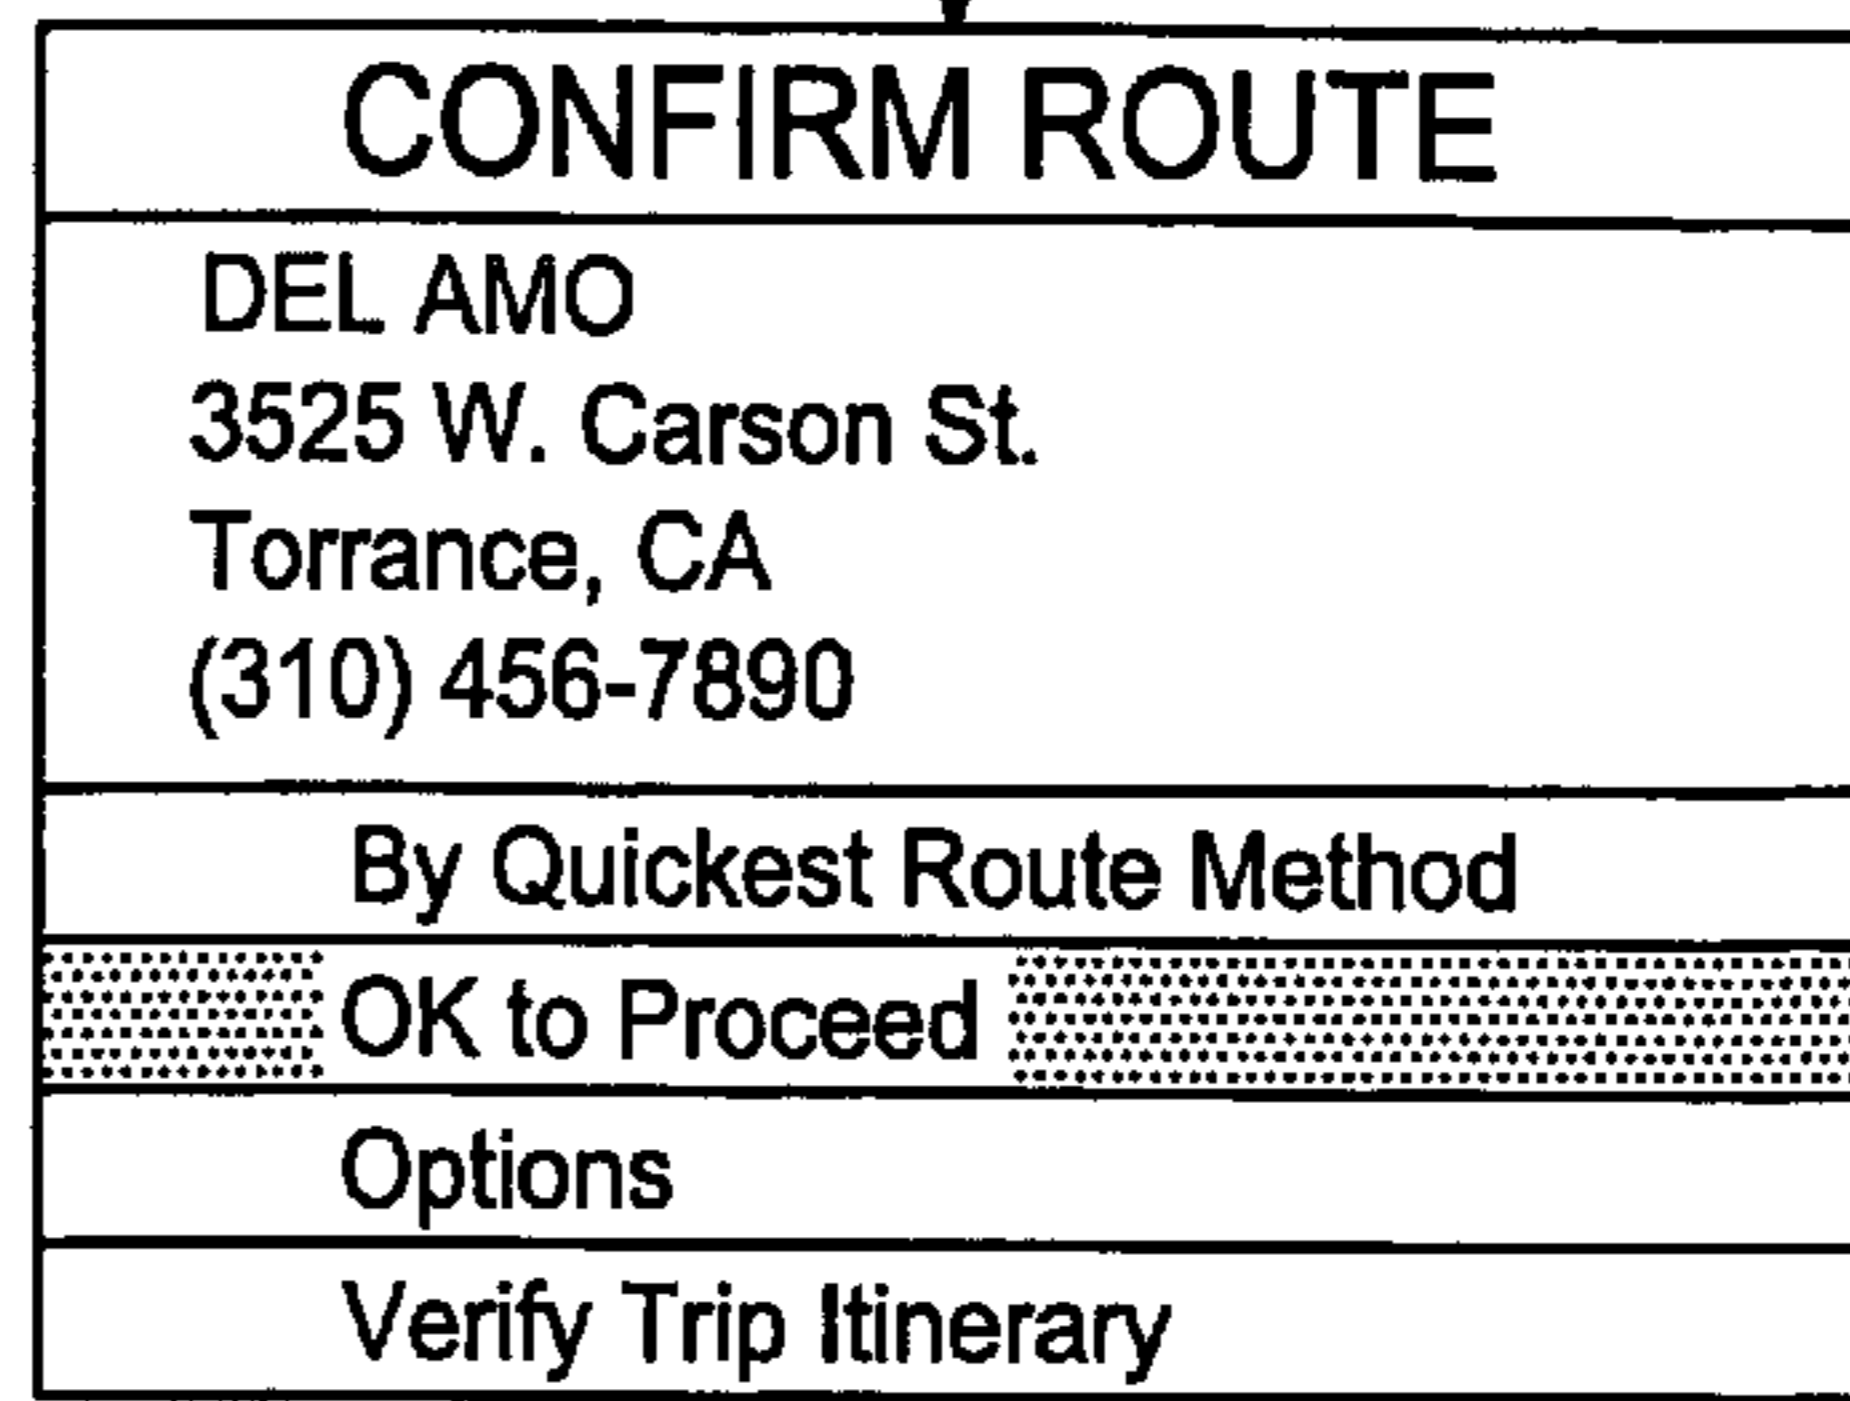 CONFIRM ROUTE
DEL AMO
3525 W. Carson St.
Torrance, CA
(310) 456-7890
By Quickest Route Method
OK to Proceed
Options
Verify Trip Itinerary